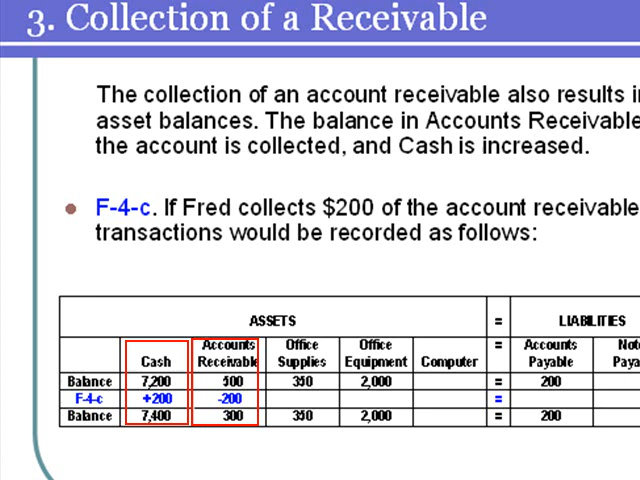 3. Collection of a Receivable
The collection of an account receivable also results i
asset balances. The balance in Accounts Receivable
the account is collected, and Cash is increased.
F-4-c. If Fred collects $200 of the account receivable
transactions would be recorded as follows:
ASSETS = LIABILITIES
Cash Accounts Receivable Office Supplies Office Equipment Computer = Accounts Payable Not Paya
Balance 7,200 500 350 2,000 = 200
F-4-c +200 -200 =
Balance 7,400 300 350 2,000 = 200